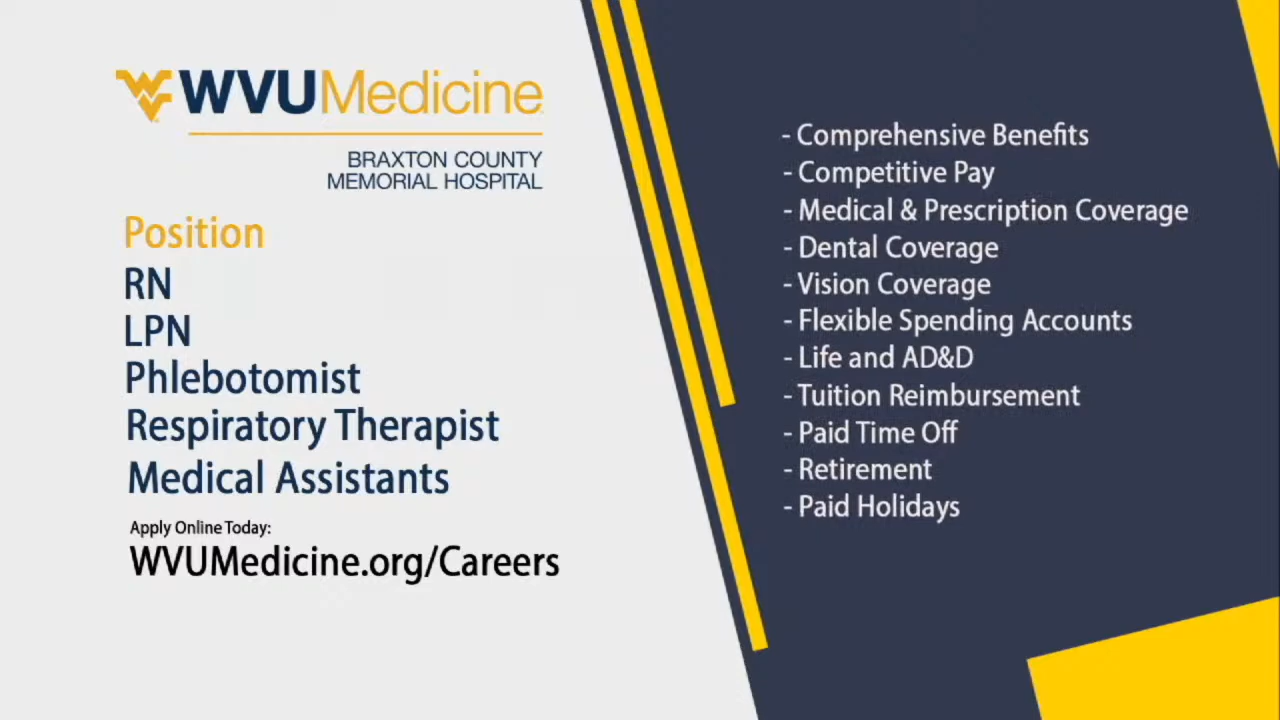 WVUMedicine
BRAXTON COUNTY
MEMORIAL HOSPITAL
Position
RN
LPN
Phlebotomist
Respiratory Therapist
Medical Assistants
Apply Online Today:
WVUMedicine.org/Careers
- Comprehensive Benefits
- Competitive Pay
- Medical & Prescription Coverage
- Dental Coverage
- Vision Coverage
- Flexible Spending Accounts
- Life and AD&D
- Tuition Reimbursement
- Paid Time Off
- Retirement
- Paid Holidays